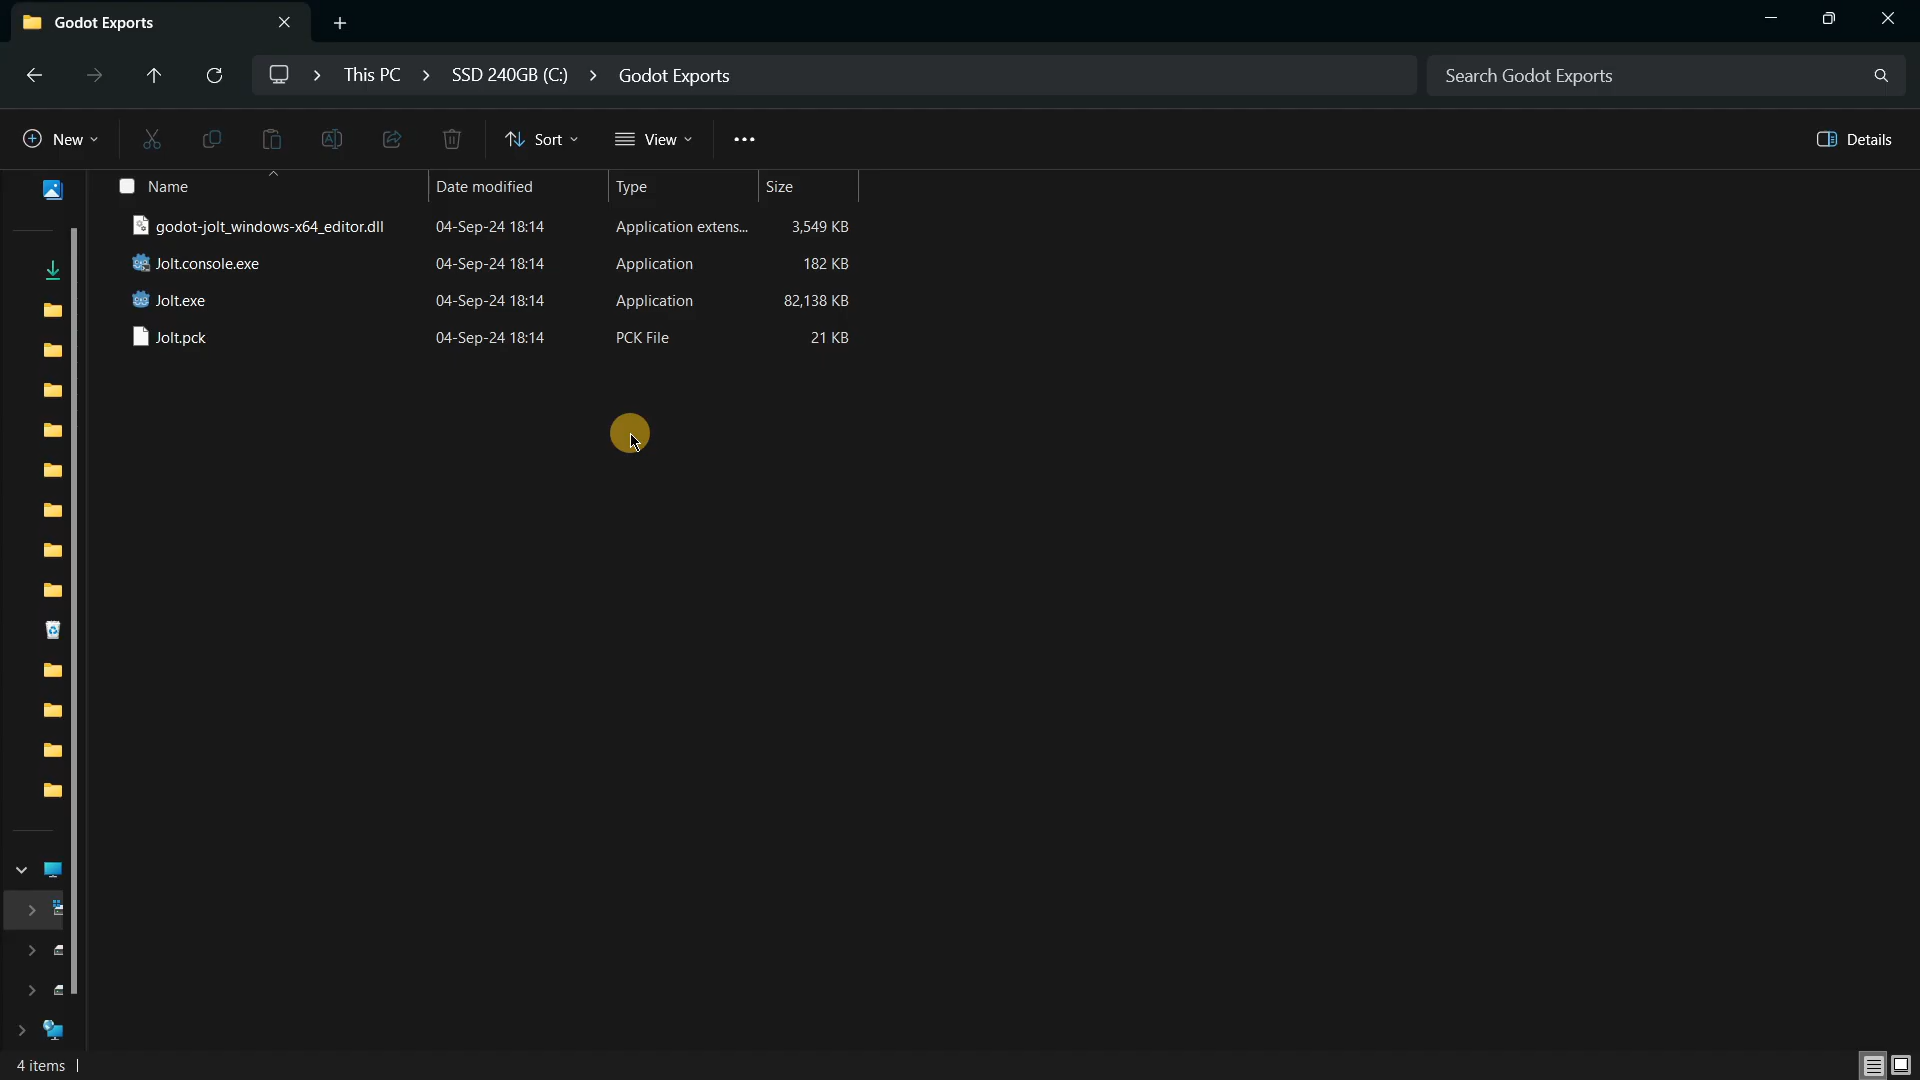 Godot Exports
This PC > SSD 240GB (C:) > Godot Exports
Search Godot Exports
New
Sort
View
Details
Name Date modified Type Size
godot-jolt_windows-x64_editor.dll 04-Sep-24 18:14 Application extens... 3,549 KB
Jolt.console.exe 04-Sep-24 18:14 Application 182 KB
Jolt.exe 04-Sep-24 18:14 Application 82,138 KB
Jolt.pck 04-Sep-24 18:14 PCK File 21 KB
4 items